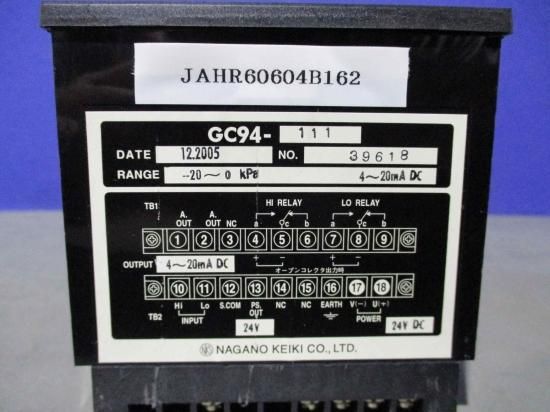 JAHR60604B162
GC94-111
DATE 12.2005 NO. 39618
RANGE --20～0 kPa 4～20mA DC
HI RELAY LO RELAY
TB1 A. OUT A. OUT NC a c b a c b
1 2 3 4 5 6 7 8 9
OUTPUT 4～20mA DC + − + −
オープンコレクタ出力時
10 11 12 13 14 15 16 17 18
Hi Lo S.COM PS. OUT NC NC EARTH V(−) U(+)
TB2 INPUT 24V POWER 24V DC
NAGANO KEIKI CO., LTD.